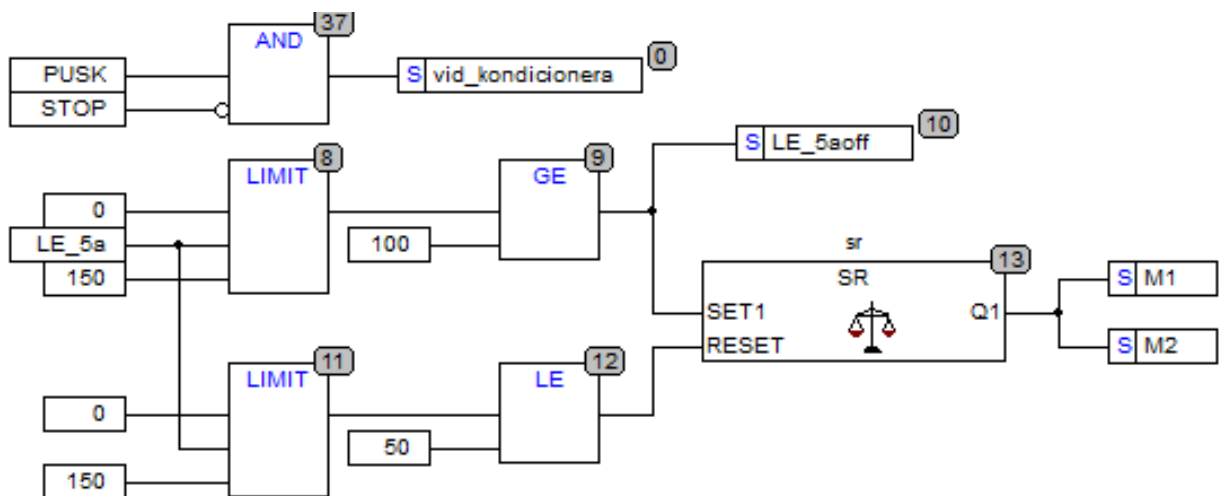 37
AND
PUSK
STOP
S vid_kondicionera
0
8
LIMIT
0
LE_5a
150
9
GE
100
S LE_5aoff
10
sr
13
SR
SET1
RESET
Q1
S M1
S M2
11
LIMIT
0
150
12
LE
50